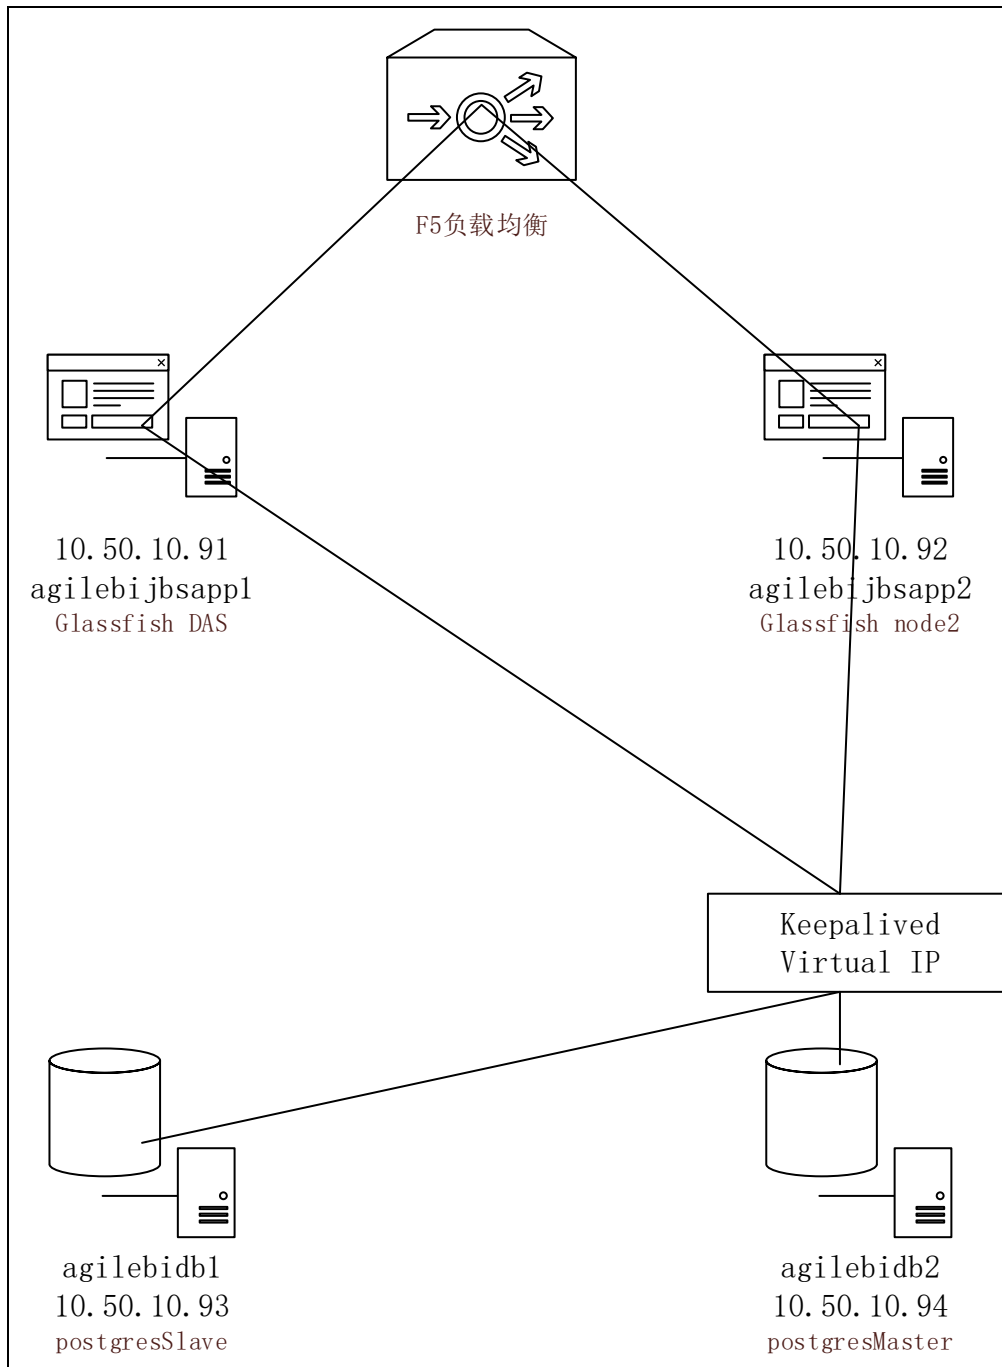 F5负载均衡
10.50.10.91
agilebijbsapp1
Glassfish DAS
10.50.10.92
agilebijbsapp2
Glassfish node2
Keepalived
Virtual IP
agilebidb1
10.50.10.93
postgresSlave
agilebidb2
10.50.10.94
postgresMaster